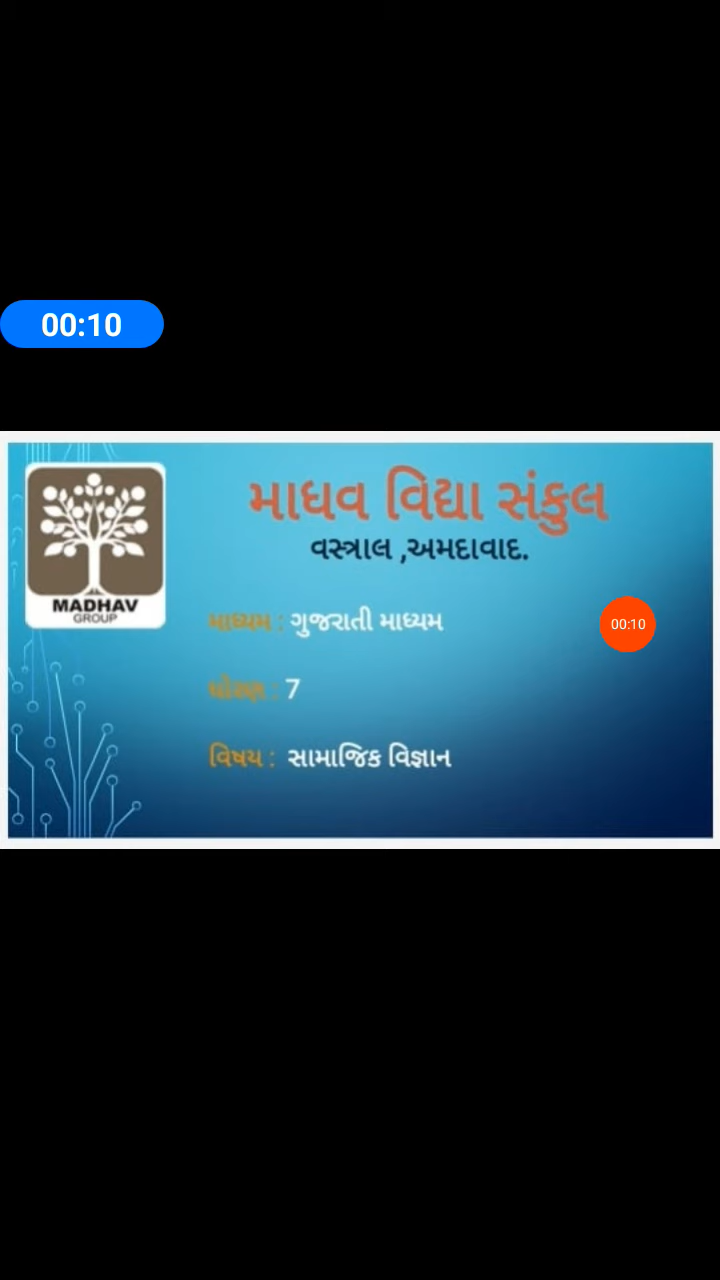 00:10
માધવ વિદ્યા સંકુલ
વસ્ત્રાલ ,અમદાવાદ.
MADHAV
GROUP
માધ્યમ : ગુજરાતી માધ્યમ
00:10
ધોરણ : 7
વિષય : સામાજિક વિજ્ઞાન